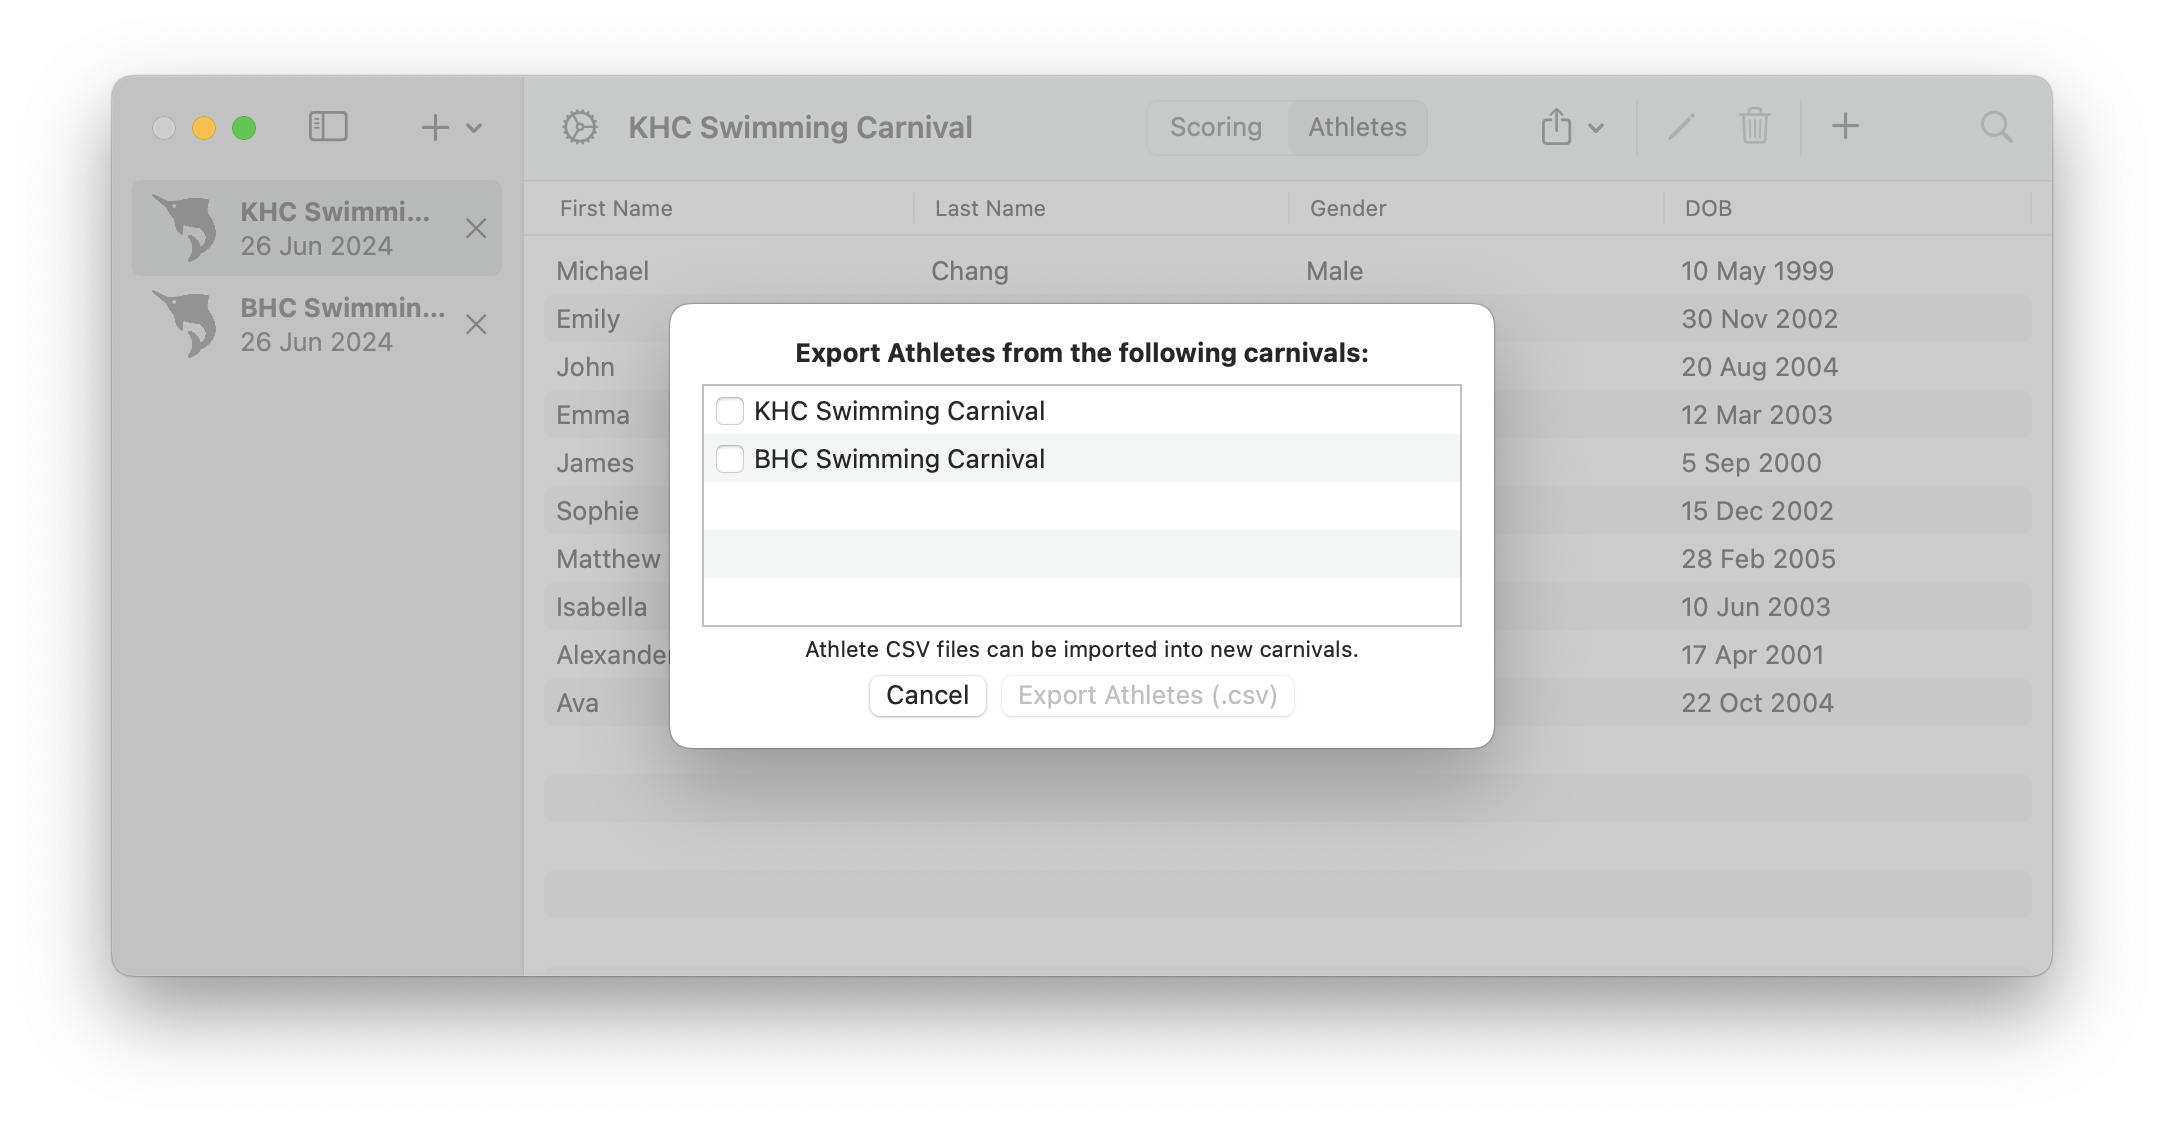 KHC Swimming Carnival
Scoring
Athletes
KHC Swimmi...
26 Jun 2024
BHC Swimmin...
26 Jun 2024
First Name Last Name Gender DOB
Michael Chang Male 10 May 1999
Emily 30 Nov 2002
John 20 Aug 2004
Emma 12 Mar 2003
James 5 Sep 2000
Sophie 15 Dec 2002
Matthew 28 Feb 2005
Isabella 10 Jun 2003
Alexander 17 Apr 2001
Ava 22 Oct 2004
Export Athletes from the following carnivals:
KHC Swimming Carnival
BHC Swimming Carnival
Athlete CSV files can be imported into new carnivals.
Cancel
Export Athletes (.csv)